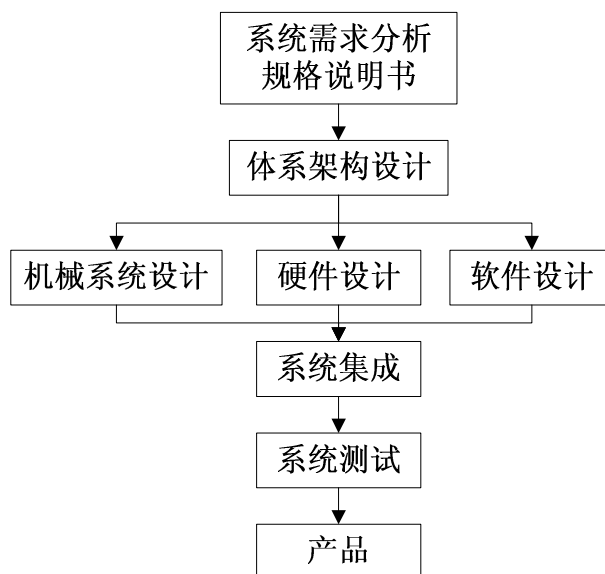 系统需求分析
规格说明书
体系架构设计
机械系统设计
硬件设计
软件设计
系统集成
系统测试
产品